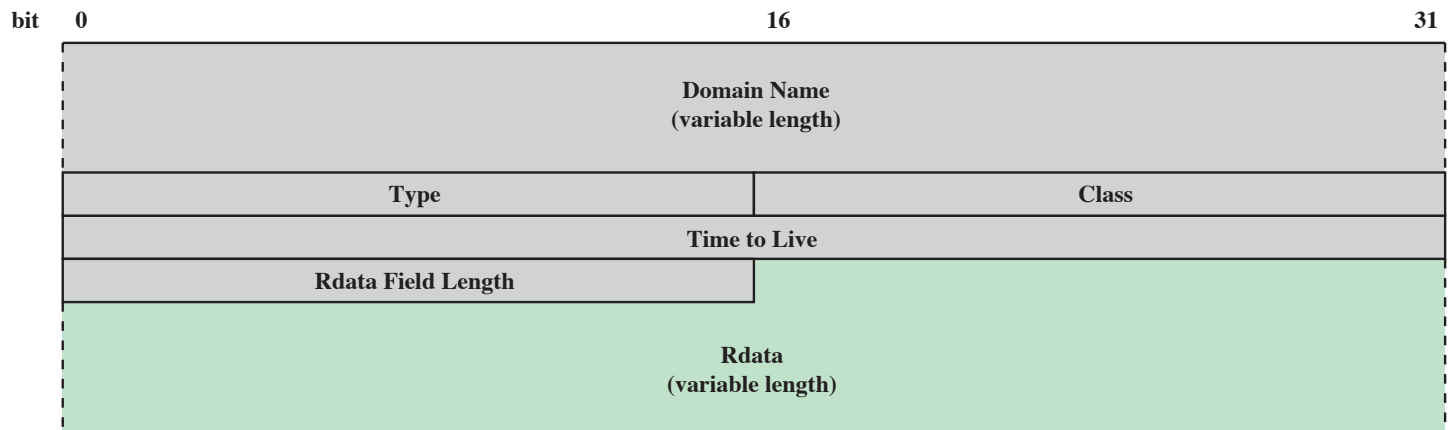 bit 0 16 31
Domain Name
(variable length)
Type Class
Time to Live
Rdata Field Length
Rdata
(variable length)